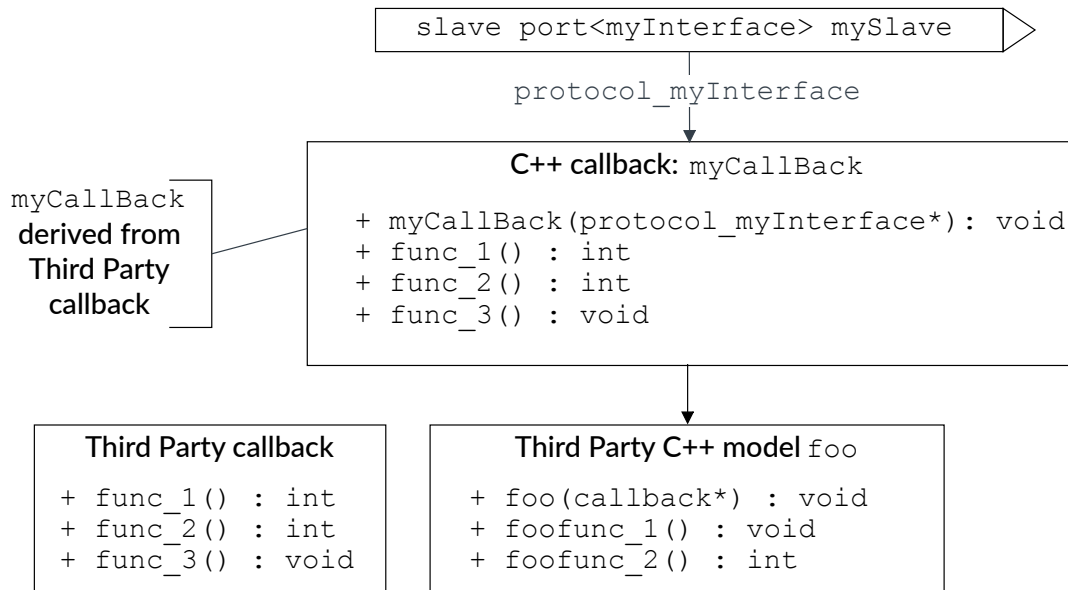 slave port<myInterface> mySlave
protocol_myInterface
C++ callback: myCallBack
+ myCallBack(protocol_myInterface*): void
+ func_1() : int
+ func_2() : int
+ func_3() : void
myCallBack
derived from
Third Party
callback
Third Party callback
+ func_1() : int
+ func_2() : int
+ func_3() : void
Third Party C++ model foo
+ foo(callback*) : void
+ foofunc_1() : void
+ foofunc_2() : int